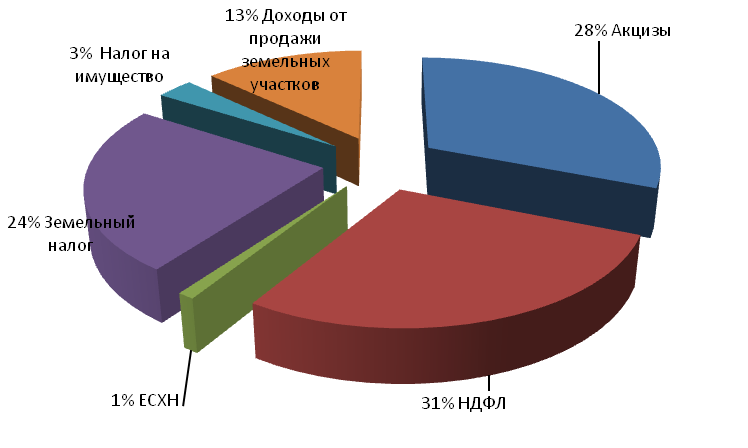 13% Доходы от
продажи
земельных
участков
28% Акцизы
3%  Налог на
имущество
24% Земельный
налог
1% ЕСХН
31% НДФЛ